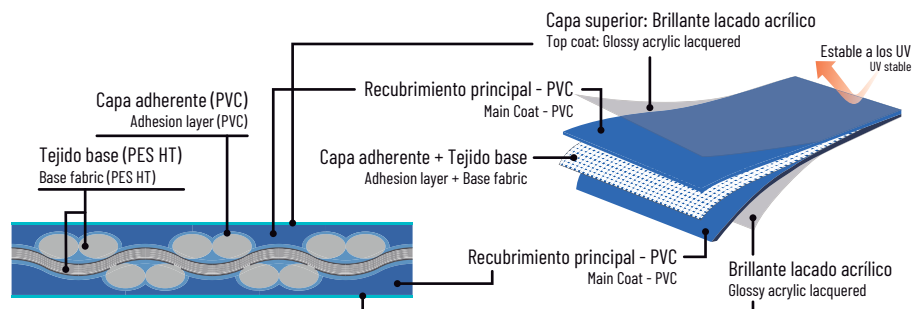 Capa superior: Brillante lacado acrílico
Top coat: Glossy acrylic lacquered
Estable a los UV
UV stable
Recubrimiento principal - PVC
Main Coat - PVC
Capa adherente (PVC)
Adhesion layer (PVC)
Tejido base (PES HT)
Base fabric (PES HT)
Capa adherente + Tejido base
Adhesion layer + Base fabric
Recubrimiento principal - PVC
Main Coat - PVC
Brillante lacado acrílico
Glossy acrylic lacquered